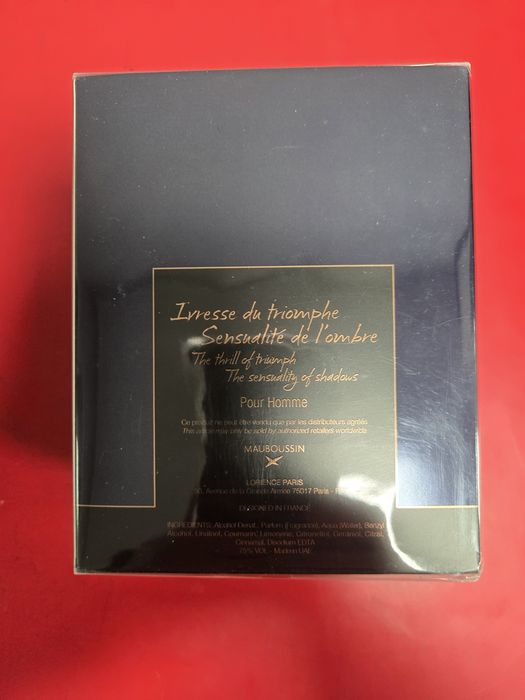 Ivresse du triomphe
Sensualité de l'ombre
The thrill of triumph
The sensuality of shadows
Pour Homme
Ce produit ne peut être vendu que par les distributeurs agréés
This article may only be sold by authorized retailers worldwide
MAUBOUSSIN
LORIENCE PARIS
Avenue de la Grande Armée 75017 Paris -
DESIGNED IN FRANCE
INGREDIENTS: Alcohol Denat., Parfum (Fragrance), Aqua (Water), Benzyl
Alcohol, Linalool, Coumarin, Limonene, Citronellol, Geraniol, Citral,
Cinnamal, Disodium EDTA
75% VOL - Made in UAE